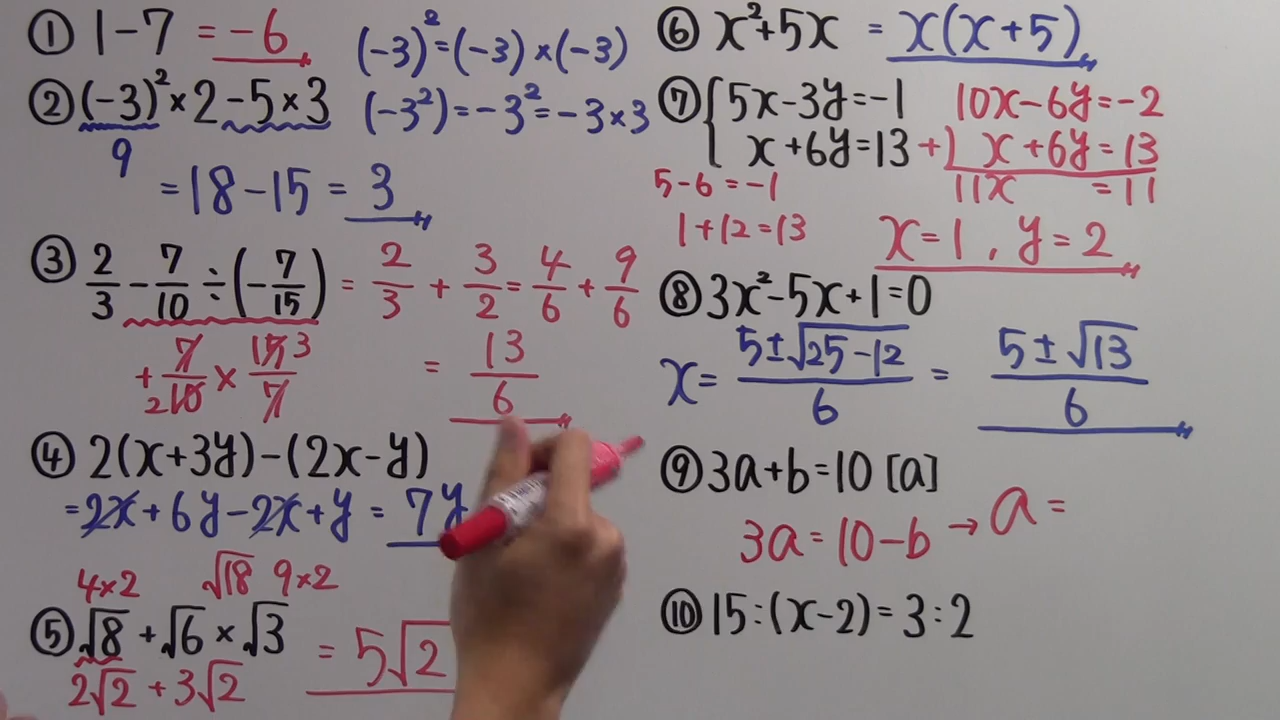 ① 1-7 = -6
(-3)² = (-3) × (-3)
② (-3)² × 2 - 5 × 3
(-3²) = -3² = -3 × 3
9
= 18 - 15 = 3
③ 2/3 - 7/10 ÷ (-7/15) = 2/3 + 3/2 = 4/6 + 9/6
+ 7/10 × 15/7 2 3
= 13/6
④ 2(x+3y) - (2x-y)
= 2x + 6y - 2x + y = 7y
4×2 √18 9×2
⑤ √8 + √6 × √3 = 5√2
2√2 + 3√2
⑥ x² + 5x = x(x+5)
⑦ { 5x - 3y = -1
x + 6y = 13
10x - 6y = -2
+) x + 6y = 13
11x = 11
5 - 6 = -1
1 + 12 = 13
x = 1 , y = 2
⑧ 3x² - 5x + 1 = 0
x = 5±√25-12/6 = 5±√13/6
⑨ 3a + b = 10 [a]
3a = 10 - b → a =
⑩ 15 : (x-2) = 3 : 2